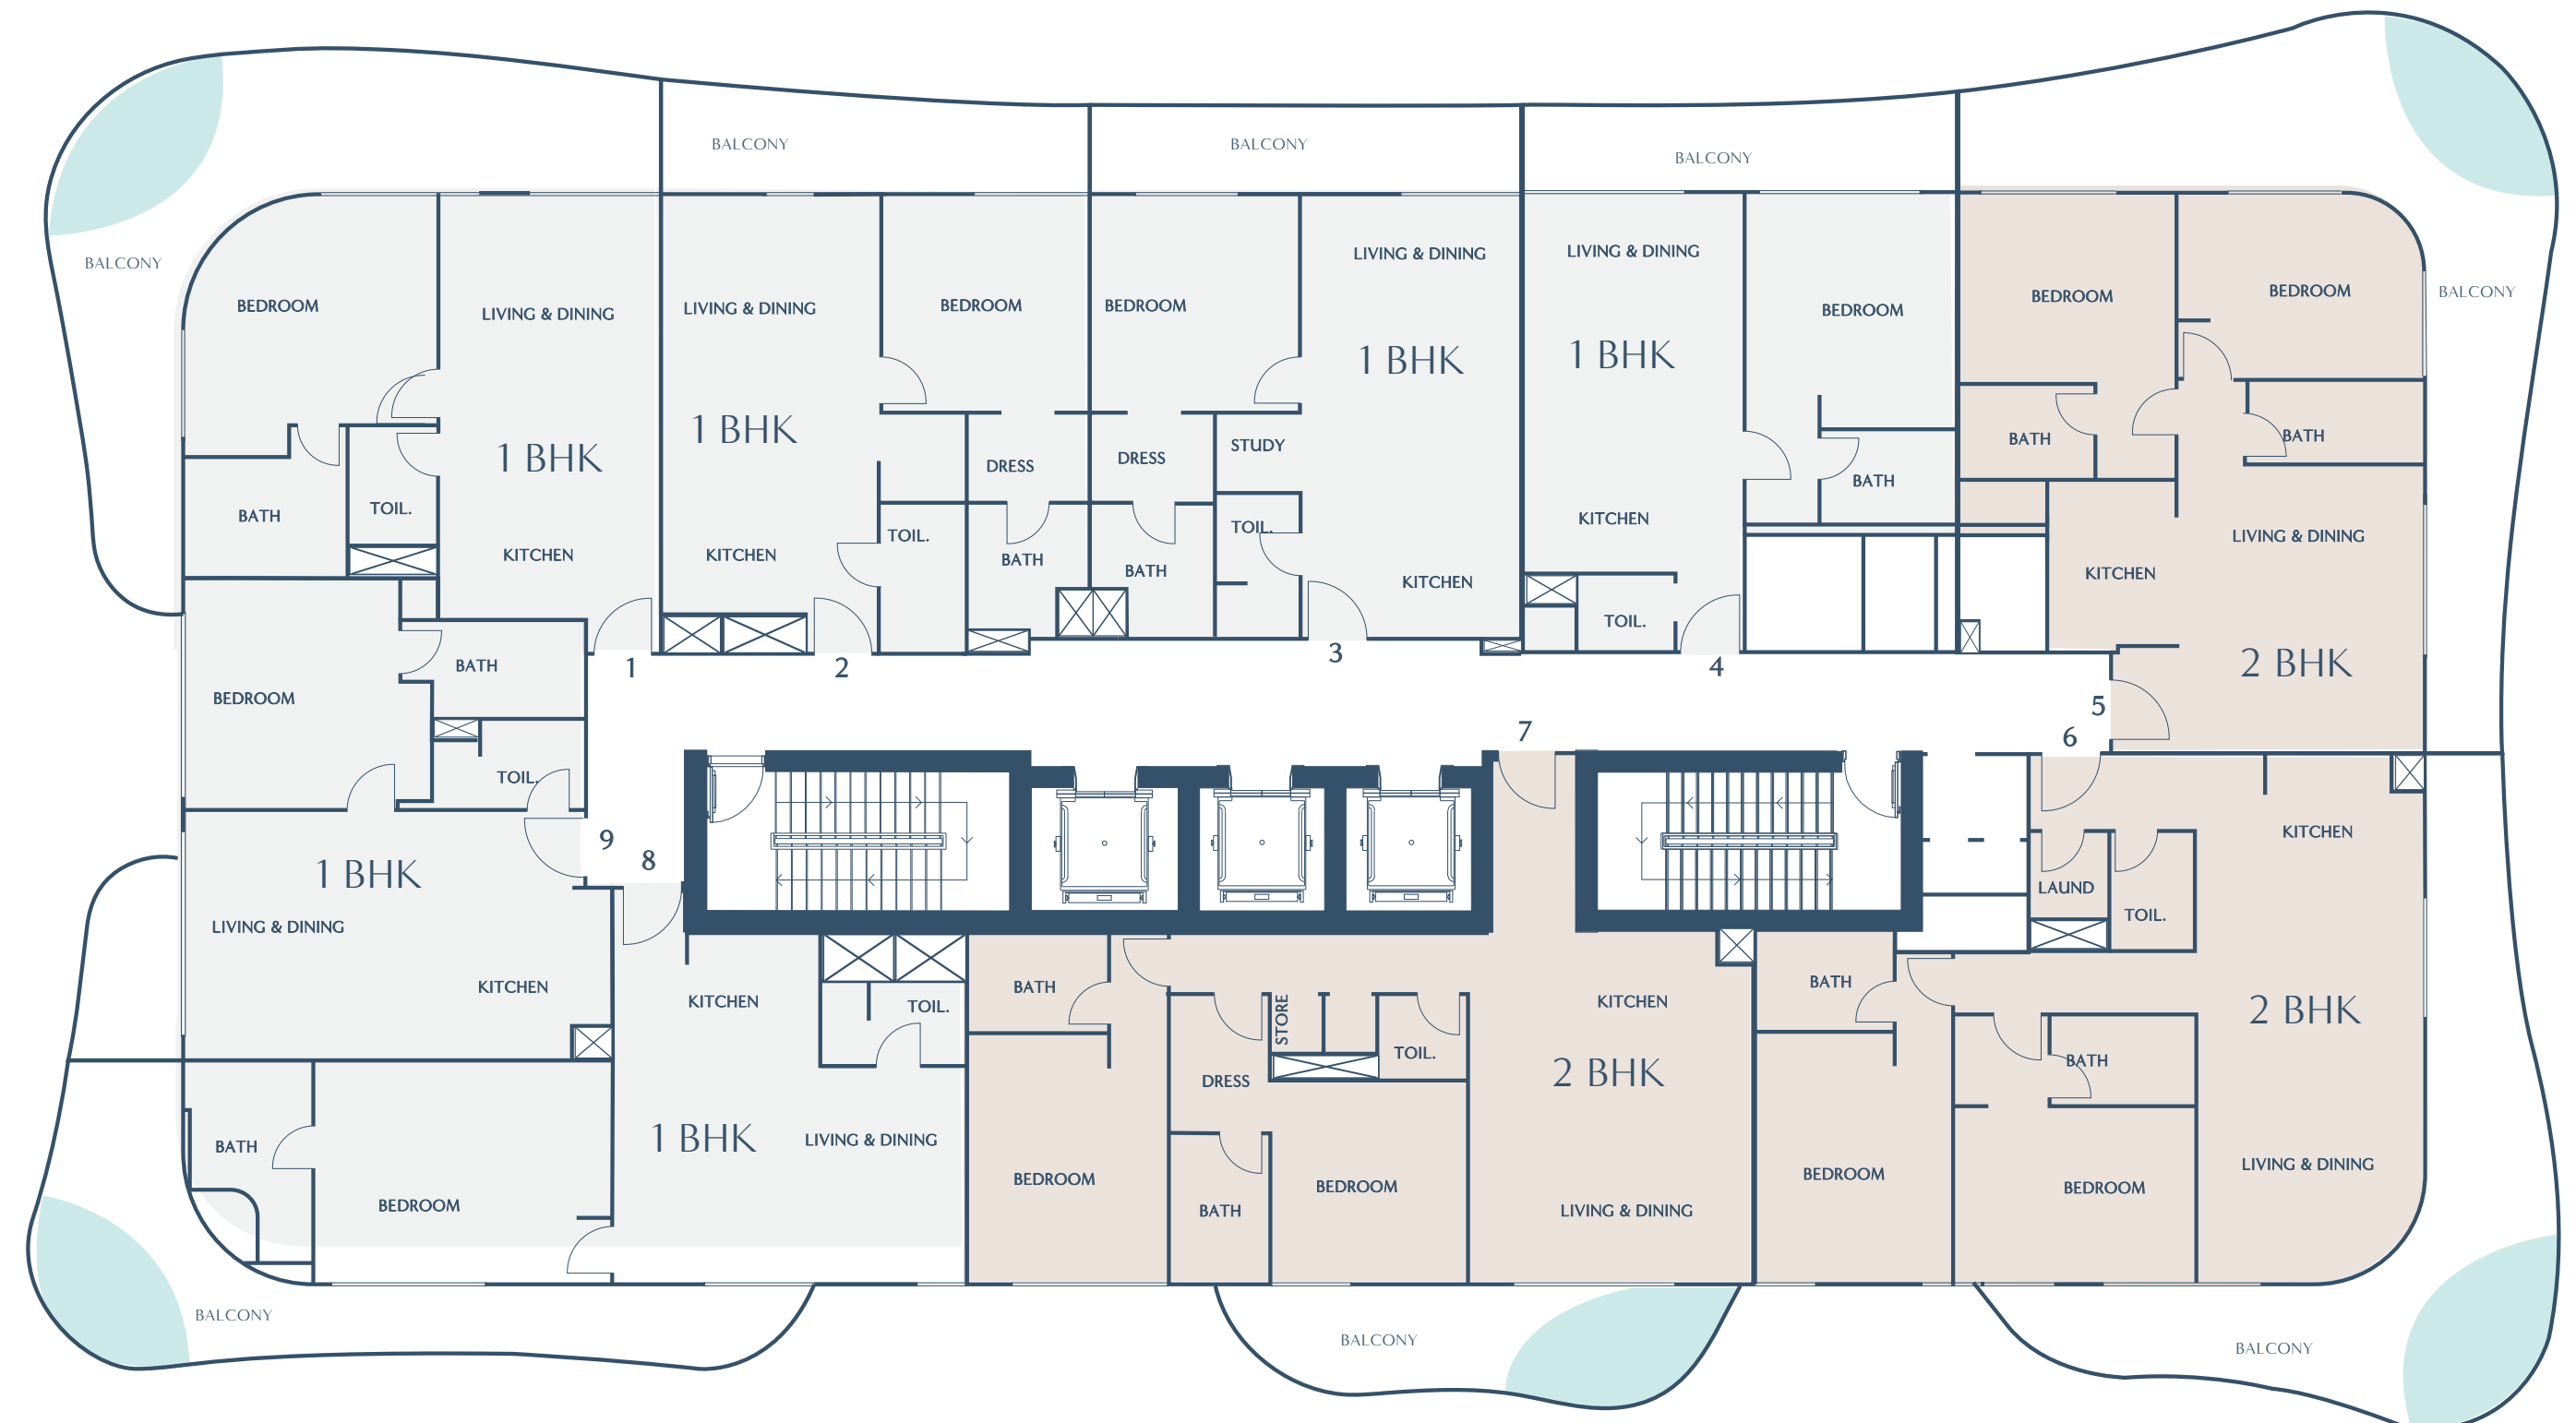 BALCONY
BALCONY
BALCONY
BALCONY
BALCONY
BEDROOM
LIVING & DINING
1 BHK
KITCHEN
BATH
TOIL.
1
LIVING & DINING
BEDROOM
1 BHK
DRESS
KITCHEN
TOIL.
BATH
2
BEDROOM
LIVING & DINING
1 BHK
STUDY
DRESS
TOIL.
BATH
KITCHEN
3
LIVING & DINING
BEDROOM
1 BHK
BATH
KITCHEN
TOIL.
4
BEDROOM
BEDROOM
BATH
BATH
LIVING & DINING
KITCHEN
2 BHK
5
BEDROOM
BATH
TOIL.
9
1 BHK
LIVING & DINING
KITCHEN
8
KITCHEN
TOIL.
1 BHK
LIVING & DINING
BATH
BEDROOM
BALCONY
7
BATH
STORE
KITCHEN
TOIL.
2 BHK
DRESS
BEDROOM
BEDROOM
BATH
LIVING & DINING
BALCONY
6
KITCHEN
LAUND
TOIL.
BATH
2 BHK
BATH
BEDROOM
BEDROOM
LIVING & DINING
BALCONY